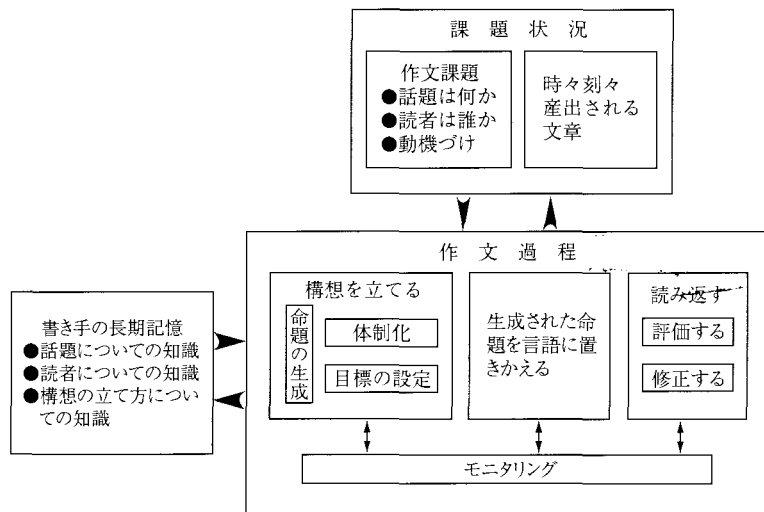 課題状況
作文課題
●話題は何か
●読者は誰か
●動機づけ
時々刻々
産出される
文章
作文過程
構想を立てる
命題の生成
体制化
目標の設定
生成された命
題を言語に置
きかえる
読み返す
評価する
修正する
モニタリング
書き手の長期記憶
●話題についての知識
●読者についての知識
●構想の立て方につい
ての知識